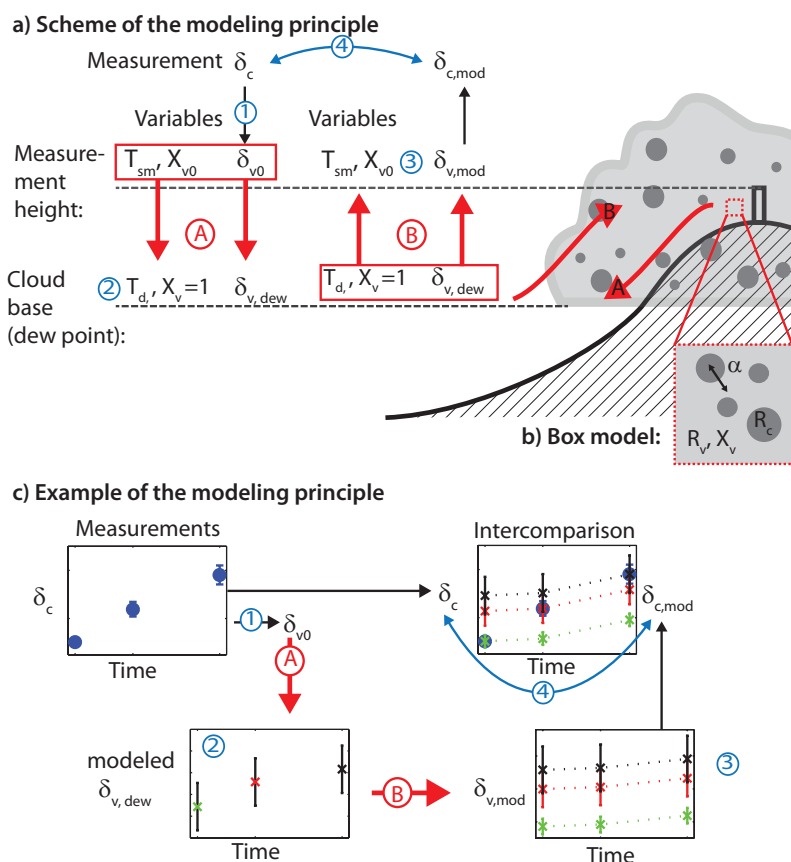 a) Scheme of the modeling principle
Measurement δc ④ δc,mod
①
Variables Variables
Measure-
ment
height:
Tsm, Xv0 δv0 Tsm, Xv0 ③ δv,mod
A B
Cloud
base
(dew point):
② Td, , Xv=1 δv, dew Td, , Xv=1 δv, dew
B
A
α
Rc
Rv, Xv
b) Box model:
c) Example of the modeling principle
Measurements Intercomparison
δc ① δv0 δc δc,mod
Time Time
A ④
② ③
modeled
δv, dew B δv,mod
Time Time